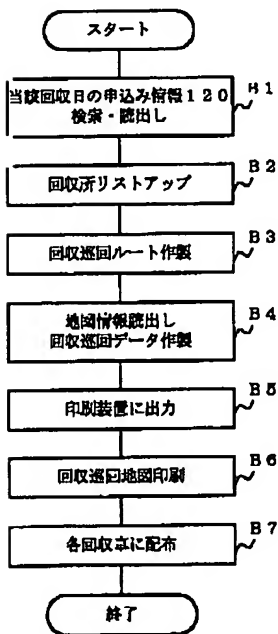 スタート
当該回収日の申込み情報120
検索・読出し
B1
回収所リストアップ
B2
回収巡回ルート作製
B3
地図情報読出し
回収巡回データ作製
B4
印刷装置に出力
B5
回収巡回地図印刷
B6
各回収車に配布
B7
終了